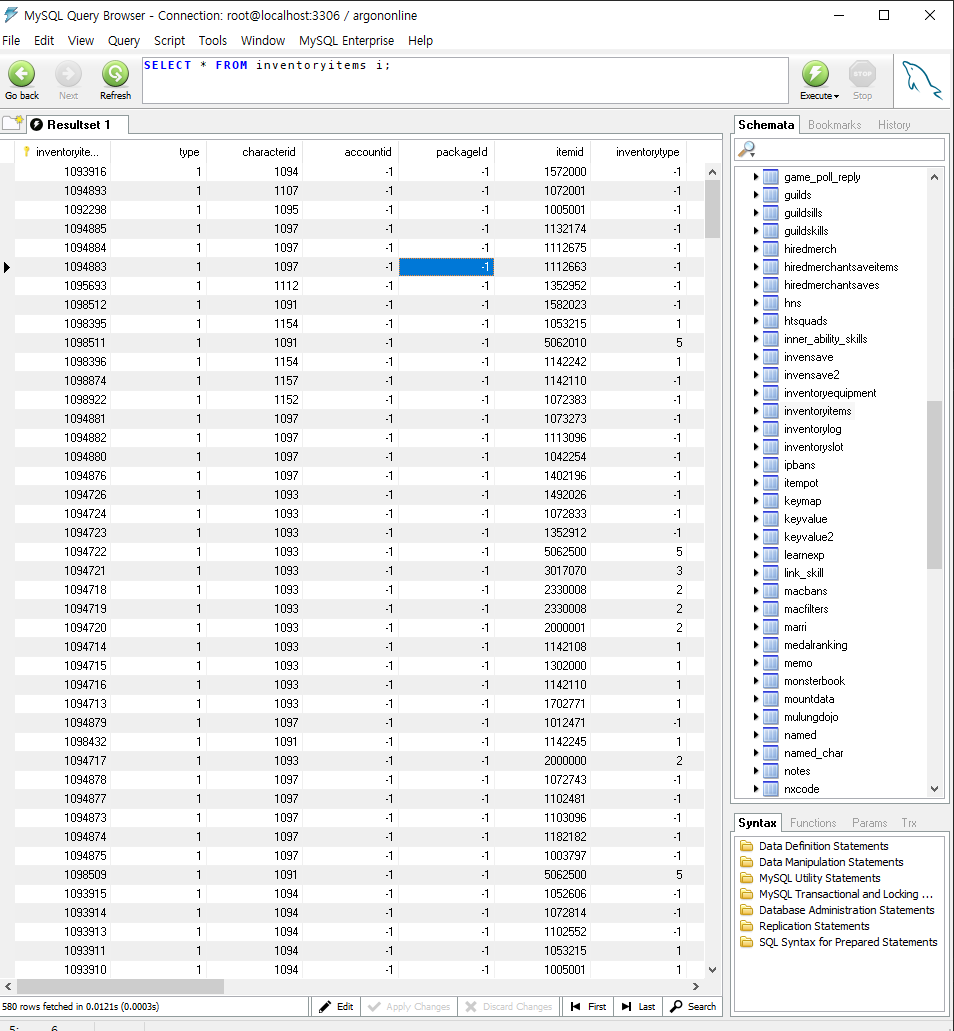 MySQL Query Browser - Connection: root@localhost:3306 / argononline
File Edit View Query Script Tools Window MySQL Enterprise Help
Go back Next Refresh
SELECT * FROM inventoryitems i;
Execute Stop
STOP
Resultset 1
inventoryite... type characterid accountid packageId itemid inventorytype
1093916 1 1094 -1 -1 1572000 -1
1094893 1 1107 -1 -1 1072001 -1
1092298 1 1095 -1 -1 1005001 -1
1094885 1 1097 -1 -1 1132174 -1
1094884 1 1097 -1 -1 1112675 -1
1094883 1 1097 -1 -1 1112663 -1
1095693 1 1112 -1 -1 1352952 -1
1098512 1 1091 -1 -1 1582023 -1
1098395 1 1154 -1 -1 1053215 1
1098511 1 1091 -1 -1 5062010 5
1098396 1 1154 -1 -1 1142242 1
1098874 1 1157 -1 -1 1142110 -1
1098922 1 1152 -1 -1 1072383 -1
1094881 1 1097 -1 -1 1073273 -1
1094882 1 1097 -1 -1 1113096 -1
1094880 1 1097 -1 -1 1042254 -1
1094876 1 1097 -1 -1 1402196 -1
1094726 1 1093 -1 -1 1492026 -1
1094724 1 1093 -1 -1 1072833 -1
1094723 1 1093 -1 -1 1352912 -1
1094722 1 1093 -1 -1 5062500 5
1094721 1 1093 -1 -1 3017070 3
1094718 1 1093 -1 -1 2330008 2
1094719 1 1093 -1 -1 2330008 2
1094720 1 1093 -1 -1 2000001 2
1094714 1 1093 -1 -1 1142108 1
1094715 1 1093 -1 -1 1302000 1
1094716 1 1093 -1 -1 1142110 1
1094713 1 1093 -1 -1 1702771 1
1094879 1 1097 -1 -1 1012471 -1
1098432 1 1091 -1 -1 1142245 1
1094717 1 1093 -1 -1 2000000 2
1094878 1 1097 -1 -1 1072743 -1
1094877 1 1097 -1 -1 1102481 -1
1094873 1 1097 -1 -1 1103096 -1
1094874 1 1097 -1 -1 1182182 -1
1094875 1 1097 -1 -1 1003797 -1
1098509 1 1091 -1 -1 5062500 5
1093915 1 1094 -1 -1 1052606 -1
1093914 1 1094 -1 -1 1072814 -1
1093913 1 1094 -1 -1 1102552 -1
1093911 1 1094 -1 -1 1053215 1
1093910 1 1094 -1 -1 1005001 1
580 rows fetched in 0.0121s (0.0003s)
Edit Apply Changes Discard Changes First Last Search
5: 6
Schemata Bookmarks History
game_poll_reply
guilds
guildsills
guildskills
hiredmerch
hiredmerchantsaveitems
hiredmerchantsaves
hns
htsquads
inner_ability_skills
invensave
invensave2
inventoryequipment
inventoryitems
inventorylog
inventoryslot
ipbans
itempot
keymap
keyvalue
keyvalue2
learnexp
link_skill
macbans
macfilters
marri
medalranking
memo
monsterbook
mountdata
mulungdojo
named
named_char
notes
nxcode
Syntax Functions Params Trx
Data Definition Statements
Data Manipulation Statements
MySQL Utility Statements
MySQL Transactional and Locking ...
Database Administration Statements
Replication Statements
SQL Syntax for Prepared Statements